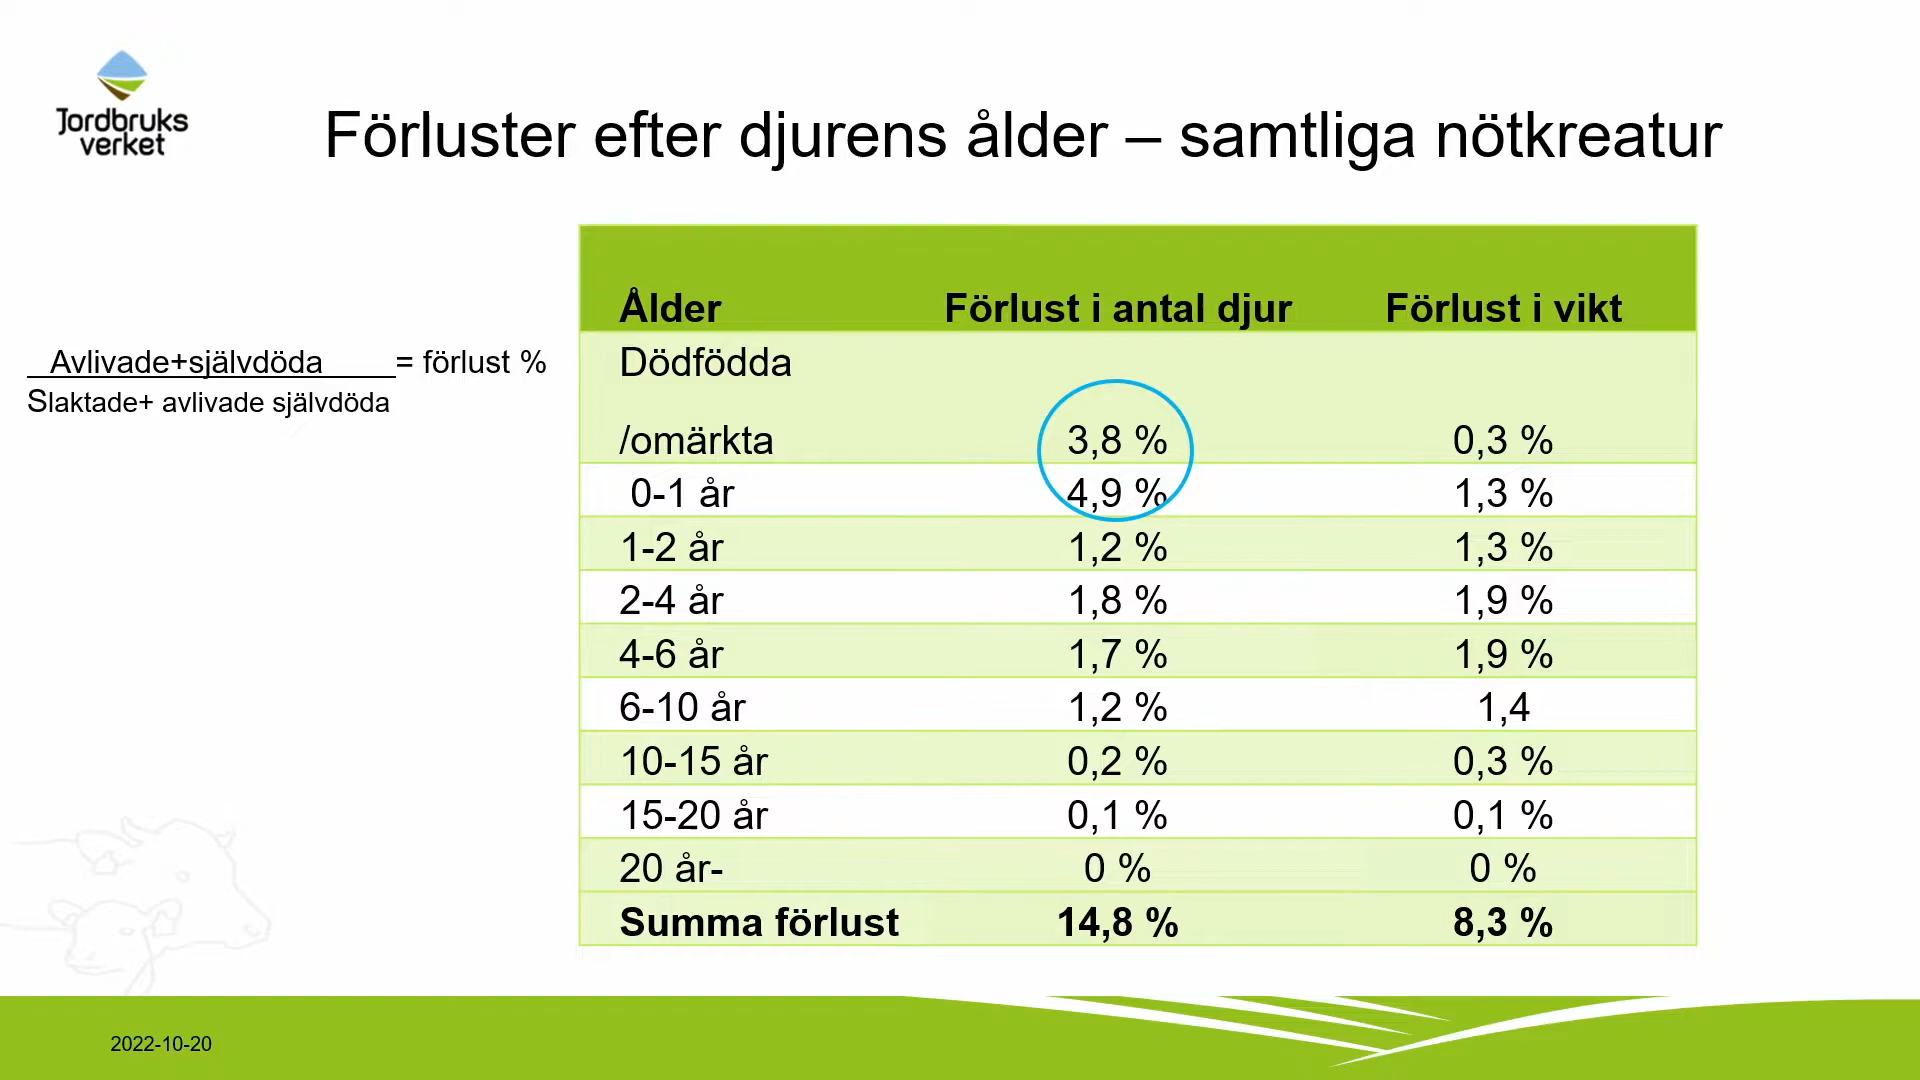 Jordbruks
verket
Förluster efter djurens ålder – samtliga nötkreatur
Avlivade+självdöda = förlust %
Slaktade+ avlivade självdöda
Ålder Förlust i antal djur Förlust i vikt
Dödfödda
/omärkta 3,8 % 0,3 %
0-1 år 4,9 % 1,3 %
1-2 år 1,2 % 1,3 %
2-4 år 1,8 % 1,9 %
4-6 år 1,7 % 1,9 %
6-10 år 1,2 % 1,4
10-15 år 0,2 % 0,3 %
15-20 år 0,1 % 0,1 %
20 år- 0 % 0 %
Summa förlust 14,8 % 8,3 %
2022-10-20